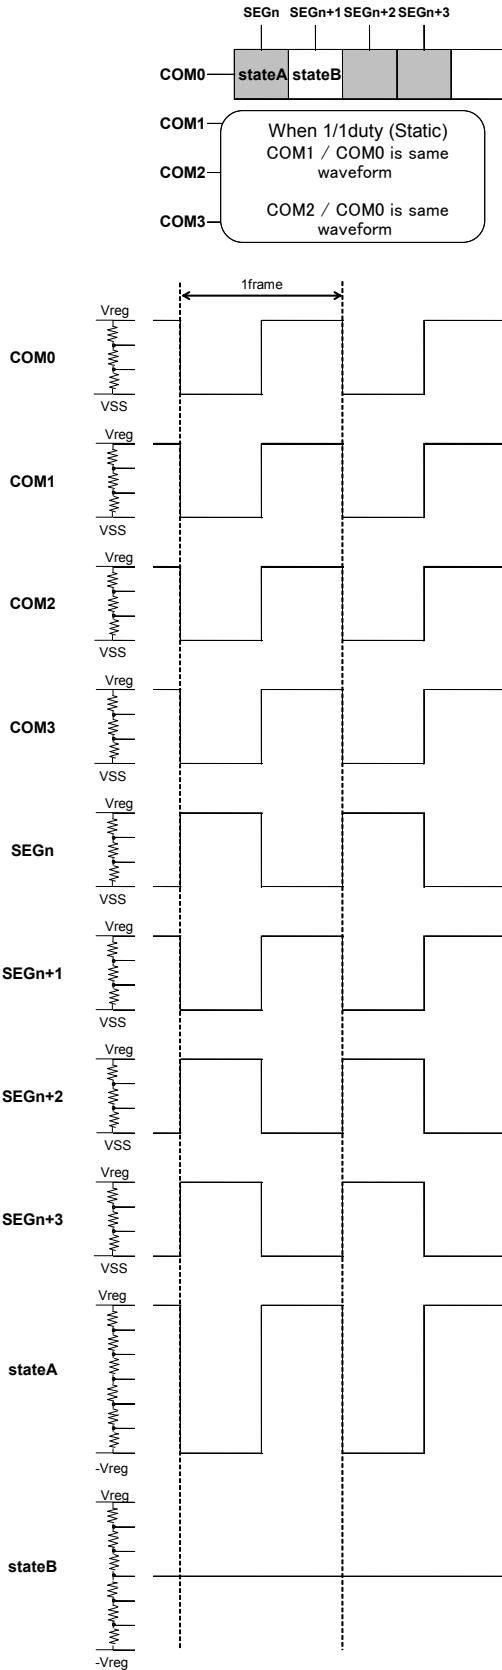 SEGn SEGn+1 SEGn+2 SEGn+3
COM0 stateA stateB
COM1
COM2
COM3
When 1/1duty (Static)
COM1 / COM0 is same
waveform
COM2 / COM0 is same
waveform
1frame
Vreg
COM0
VSS
Vreg
COM1
VSS
Vreg
COM2
VSS
Vreg
COM3
VSS
Vreg
SEGn
VSS
Vreg
SEGn+1
VSS
Vreg
SEGn+2
VSS
Vreg
SEGn+3
VSS
Vreg
stateA
-Vreg
Vreg
stateB
-Vreg